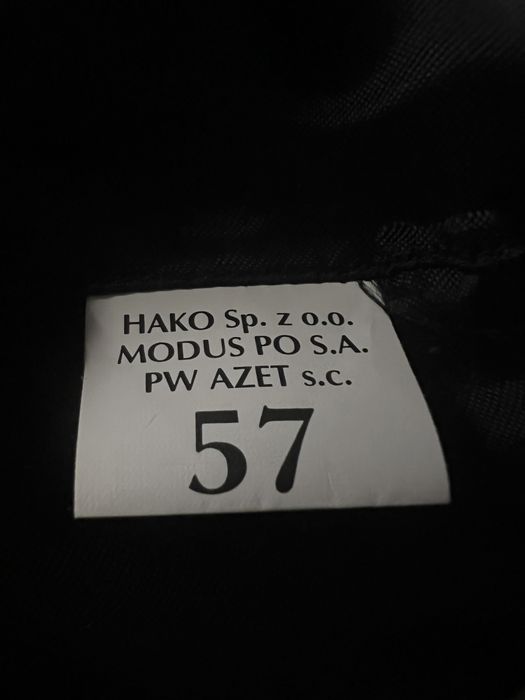 HAKO Sp. z o.o.
MODUS PO S.A.
PW AZET s.c.
57